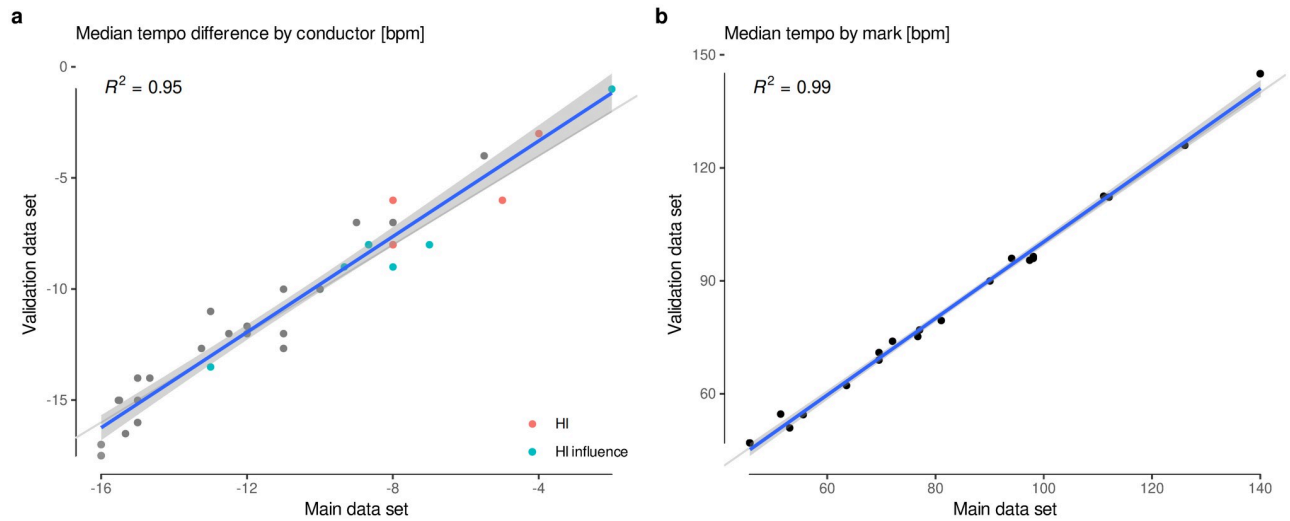 a
Median tempo difference by conductor [bpm]
R² = 0.95
0
-5
-10
-15
Validation data set
-16
-12
-8
-4
Main data set
HI
HI influence
b
Median tempo by mark [bpm]
R² = 0.99
150
120
90
60
Validation data set
60
80
100
120
140
Main data set